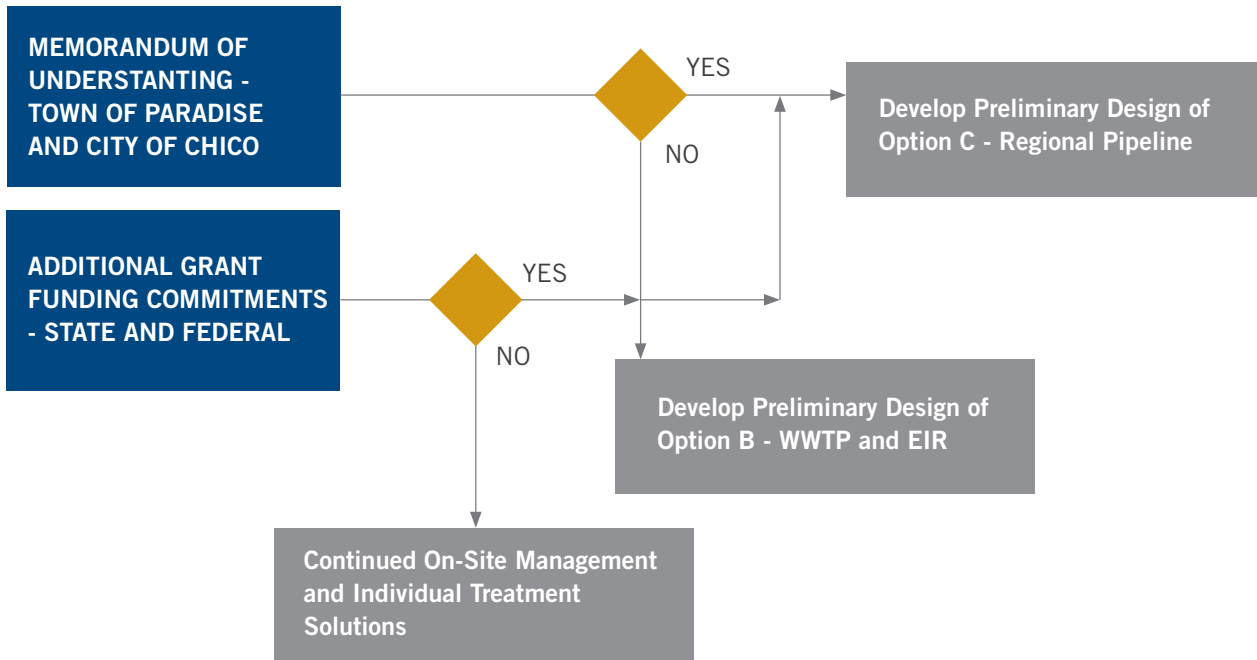 MEMORANDUM OF
UNDERSTANTING -
TOWN OF PARADISE
AND CITY OF CHICO
YES
NO
Develop Preliminary Design of
Option C - Regional Pipeline
ADDITIONAL GRANT
FUNDING COMMITMENTS
- STATE AND FEDERAL
YES
NO
Develop Preliminary Design of
Option B - WWTP and EIR
Continued On-Site Management
and Individual Treatment
Solutions